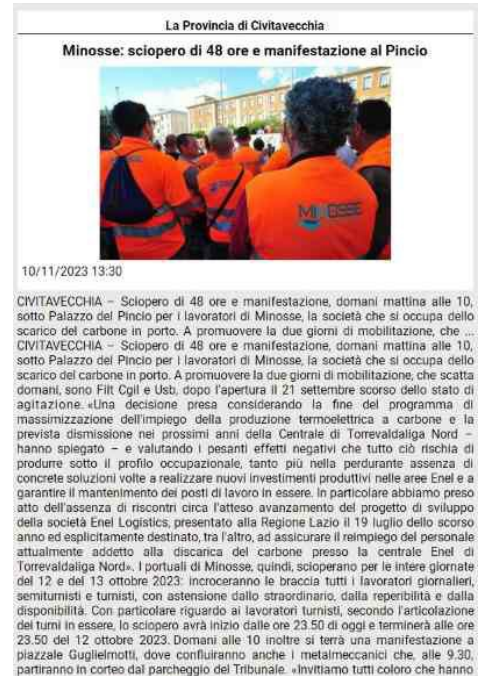 La Provincia di Civitavecchia
Minosse: sciopero di 48 ore e manifestazione al Pincio
MINOSSE
10/11/2023 13:30
CIVITAVECCHIA – Sciopero di 48 ore e manifestazione, domani mattina alle 10,
sotto Palazzo del Pincio per i lavoratori di Minosse, la società che si occupa dello
scarico del carbone in porto. A promuovere la due giorni di mobilitazione, che ...
CIVITAVECCHIA – Sciopero di 48 ore e manifestazione, domani mattina alle 10,
sotto Palazzo del Pincio per i lavoratori di Minosse, la società che si occupa dello
scarico del carbone in porto. A promuovere la due giorni di mobilitazione, che scatta
domani, sono Filt Cgil e Usb, dopo l'apertura il 21 settembre scorso dello stato di
agitazione. «Una decisione presa considerando la fine del programma di
massimizzazione dell'impiego della produzione termoelettrica a carbone e la
prevista dismissione nei prossimi anni della Centrale di Torrevaldaliga Nord –
hanno spiegato – e valutando i pesanti effetti negativi che tutto ciò rischia di
produrre sotto il profilo occupazionale, tanto più nella perdurante assenza di
concrete soluzioni volte a realizzare nuovi investimenti produttivi nelle aree Enel e a
garantire il mantenimento dei posti di lavoro in essere. In particolare abbiamo preso
atto dell'assenza di riscontri circa l'atteso avanzamento del progetto di sviluppo
della società Enel Logistics, presentato alla Regione Lazio il 19 luglio dello scorso
anno ed esplicitamente destinato, tra l'altro, ad assicurare il reimpiego del personale
attualmente addetto alla discarica del carbone presso la centrale Enel di
Torrevaldaliga Nord». I portuali di Minosse, quindi, scioperano per le intere giornate
del 12 e del 13 ottobre 2023: incroceranno le braccia tutti i lavoratori giornalieri,
semiturnisti e turnisti, con astensione dallo straordinario, dalla reperibilità e dalla
disponibilità. Con particolare riguardo ai lavoratori turnisti, secondo l'articolazione
dei turni in essere, lo sciopero avrà inizio dalle ore 23.50 di oggi e terminerà alle ore
23.50 del 12 ottobre 2023. Domani alle 10 inoltre si terrà una manifestazione a
piazzale Guglielmotti, dove confluiranno anche i metalmeccanici che, alle 9.30,
partiranno in corteo dal parcheggio del Tribunale. «Invitiamo tutti coloro che hanno